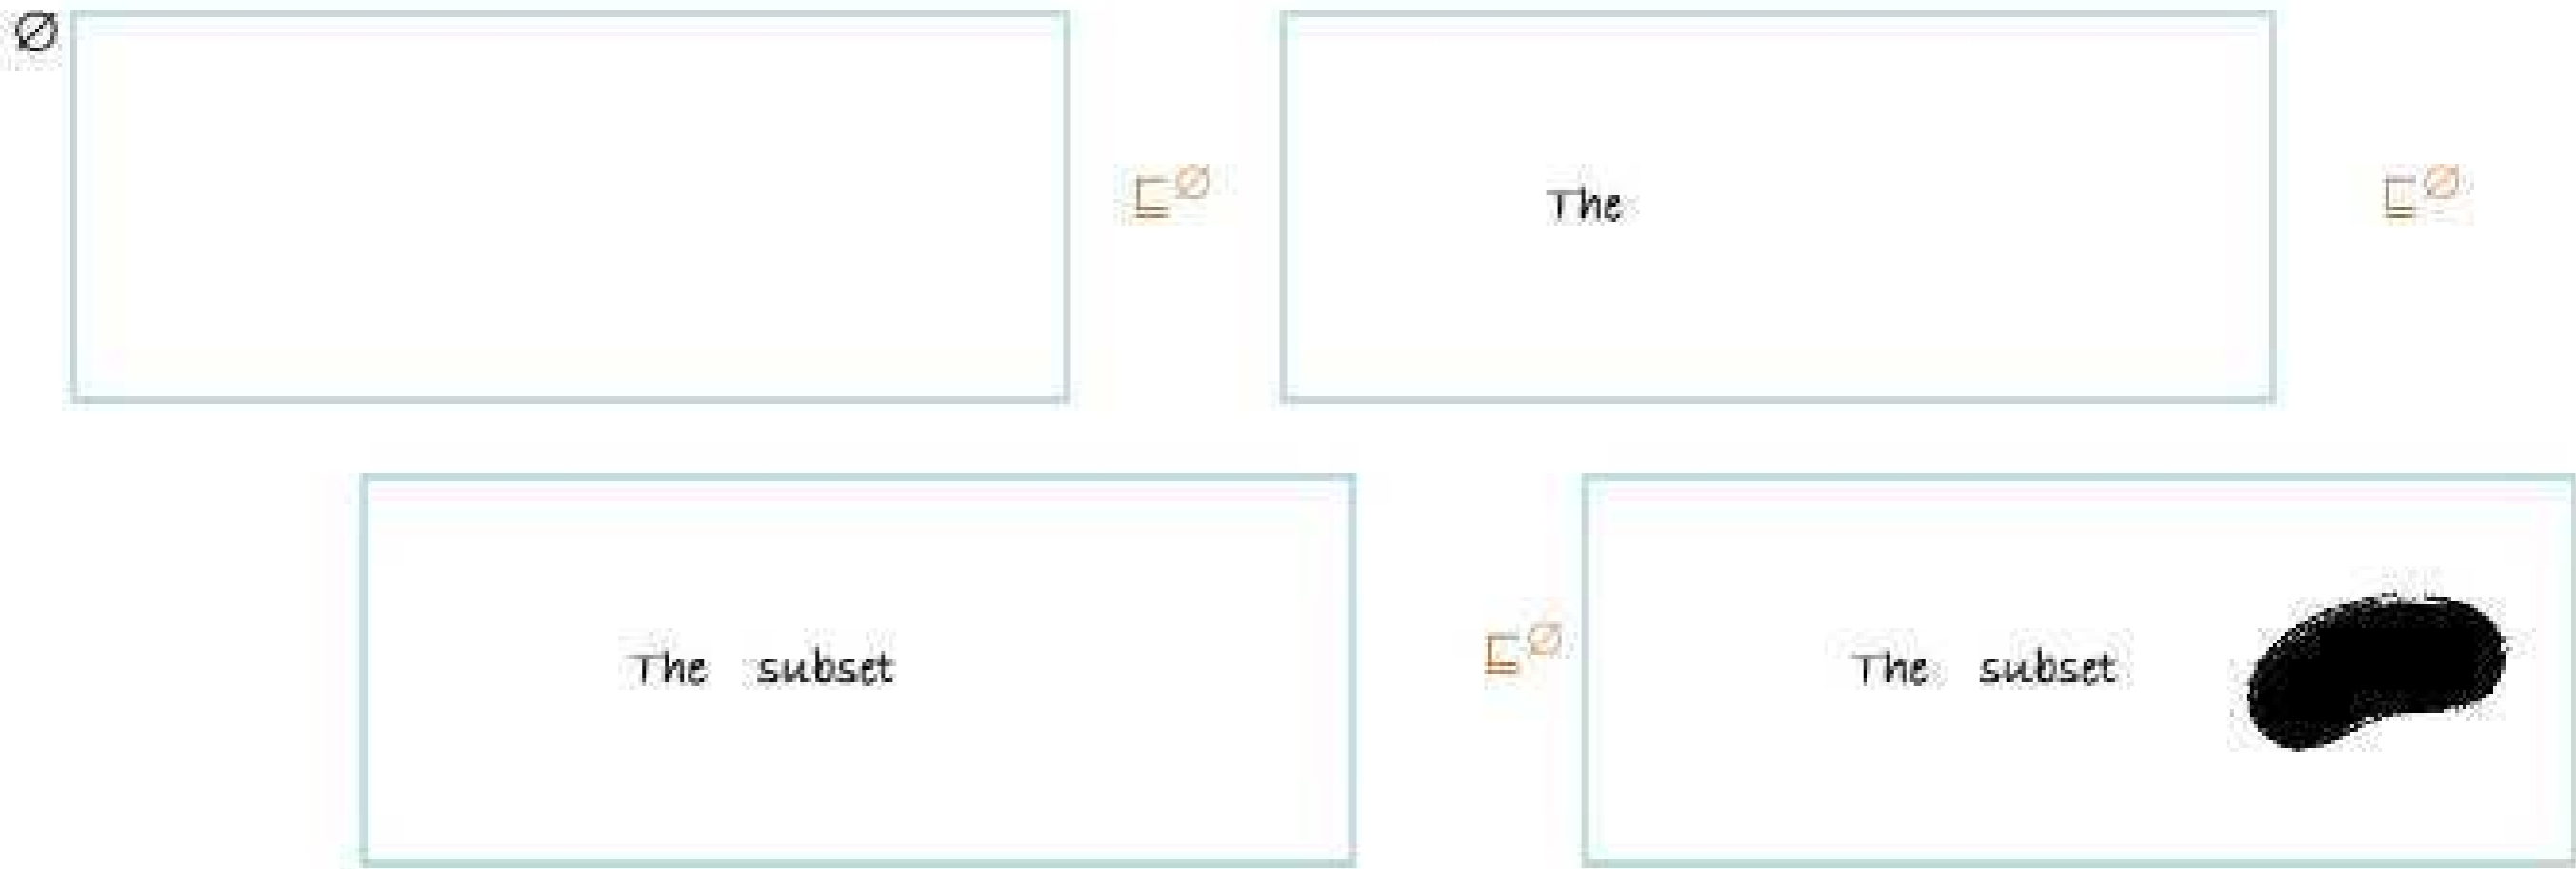 ∅ ⊑∅ The ⊑∅
The subset ⊑∅ The subset